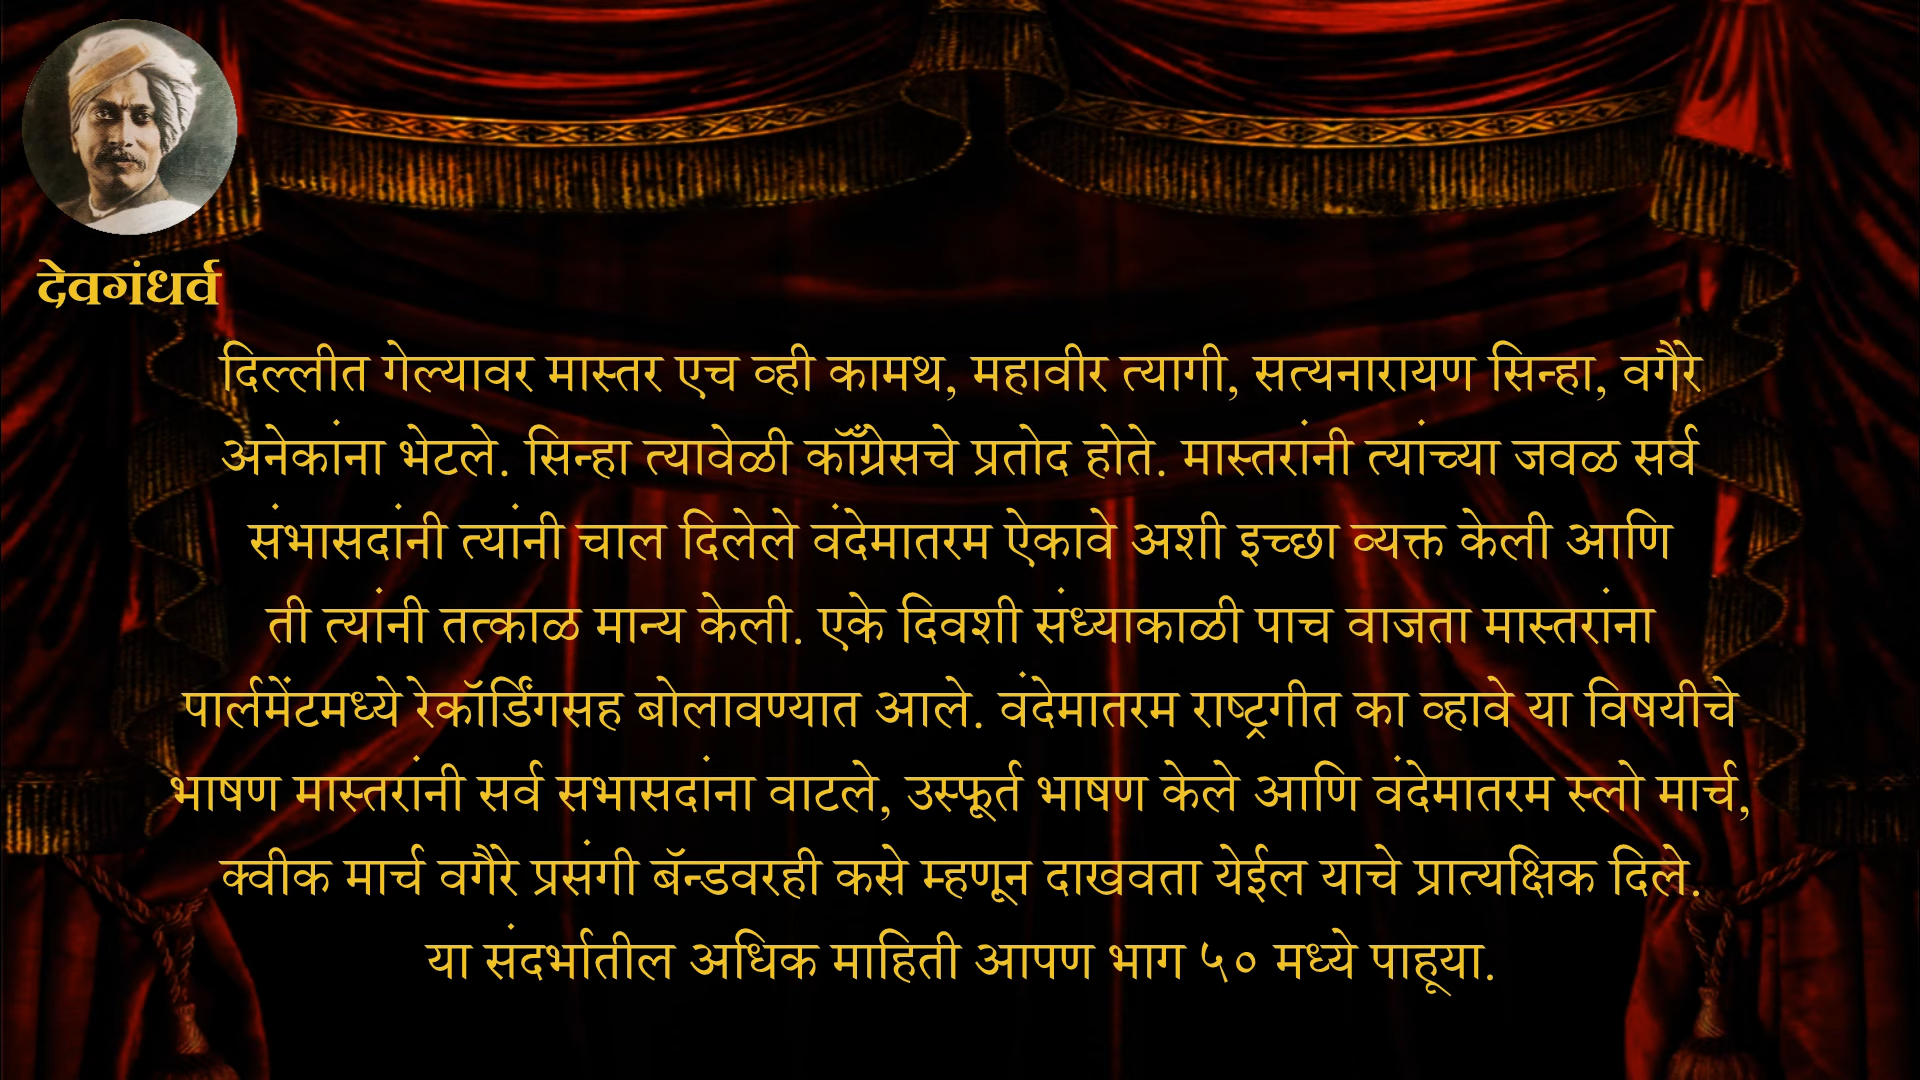 देवगंधर्व
दिल्लीत गेल्यावर मास्तर एच व्ही कामथ, महावीर त्यागी, सत्यनारायण सिन्हा, वगैरे
अनेकांना भेटले. सिन्हा त्यावेळी काँग्रेसचे प्रतोद होते. मास्तरांनी त्यांच्या जवळ सर्व
संभासदांनी त्यांनी चाल दिलेले वंदेमातरम ऐकावे अशी इच्छा व्यक्त केली आणि
ती त्यांनी तत्काळ मान्य केली. एके दिवशी संध्याकाळी पाच वाजता मास्तरांना
पार्लमेंटमध्ये रेकॉर्डिंगसह बोलावण्यात आले. वंदेमातरम राष्ट्रगीत का व्हावे या विषयीचे
भाषण मास्तरांनी सर्व सभासदांना वाटले, उस्फूर्त भाषण केले आणि वंदेमातरम स्लो मार्च,
क्वीक मार्च वगैरे प्रसंगी बॅन्डवरही कसे म्हणून दाखवता येईल याचे प्रात्यक्षिक दिले.
या संदर्भातील अधिक माहिती आपण भाग ५० मध्ये पाहूया.